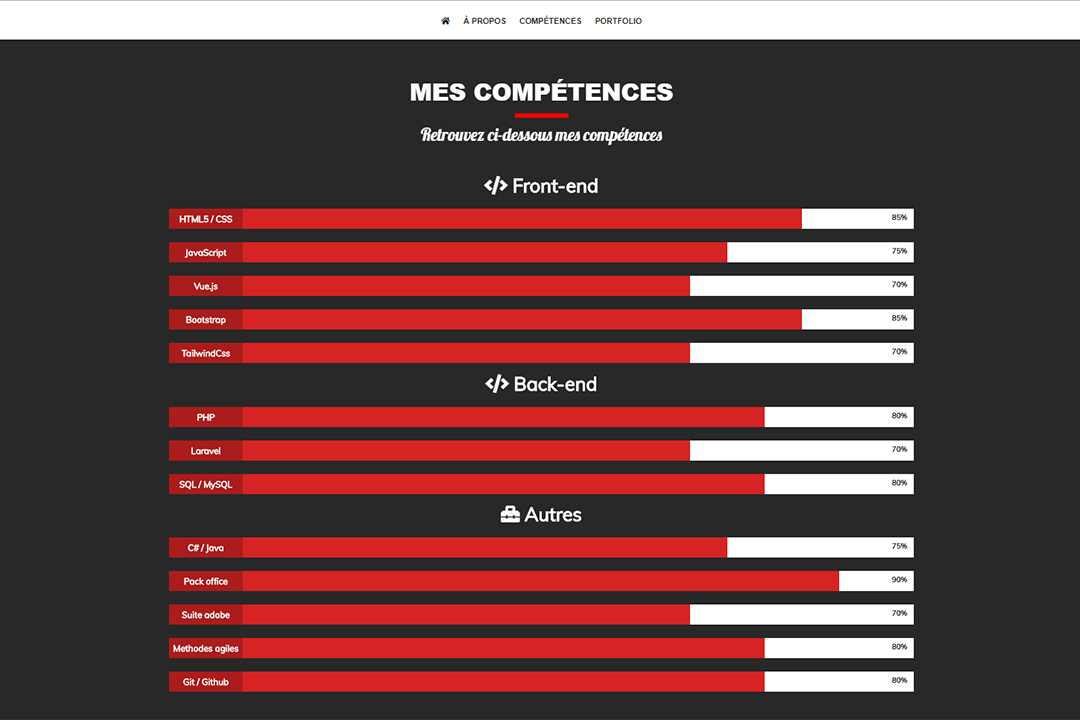 À PROPOS COMPÉTENCES PORTFOLIO
MES COMPÉTENCES
Retrouvez ci-dessous mes compétences
Front-end
HTML5 / CSS 85%
JavaScript 75%
Vue.js 70%
Bootstrap 85%
TailwindCss 70%
Back-end
PHP 80%
Laravel 70%
SQL / MySQL 80%
Autres
C# / Java 75%
Pack office 90%
Suite adobe 70%
Methodes agiles 80%
Git / Github 80%